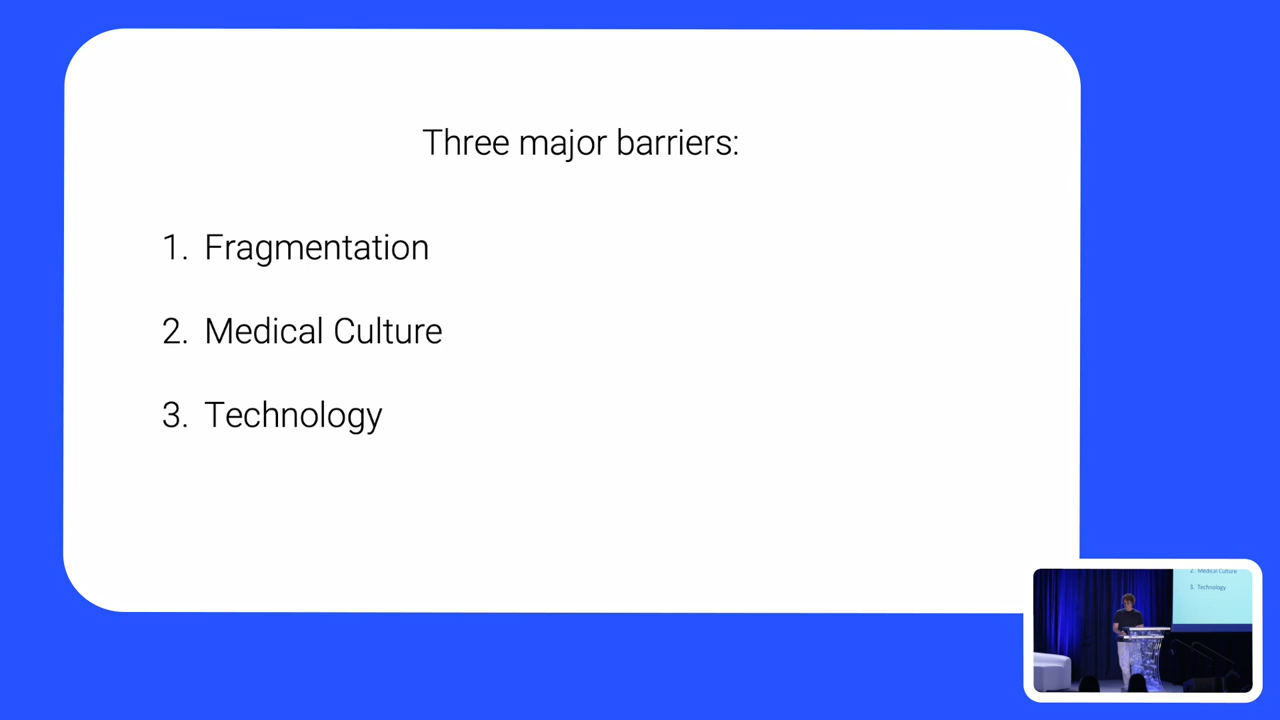 Three major barriers:
1. Fragmentation
2. Medical Culture
3. Technology
2. Medical Culture
3. Technology